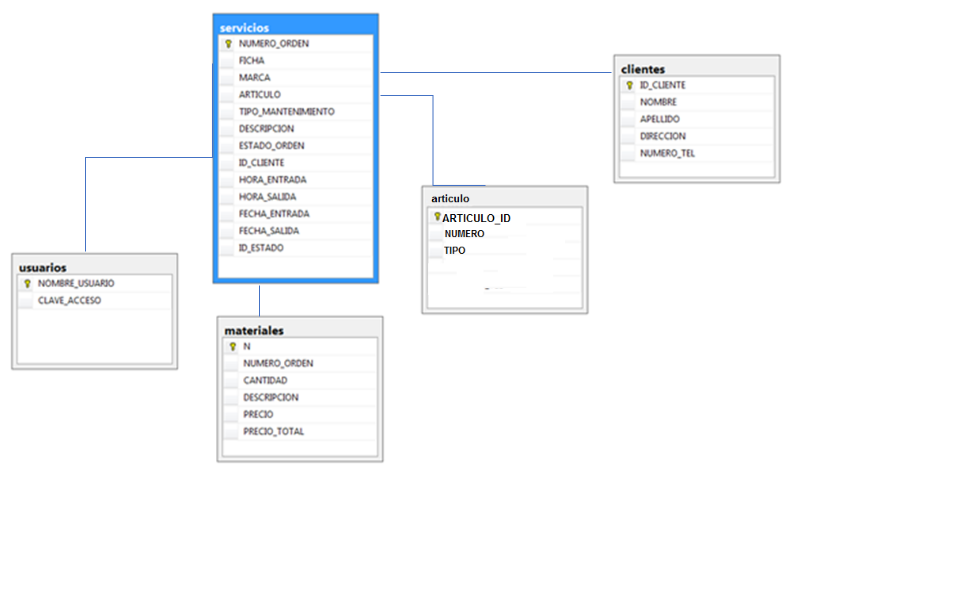 servicios
NUMERO_ORDEN
FICHA
MARCA
ARTICULO
TIPO_MANTENIMIENTO
DESCRIPCION
ESTADO_ORDEN
ID_CLIENTE
HORA_ENTRADA
HORA_SALIDA
FECHA_ENTRADA
FECHA_SALIDA
ID_ESTADO
clientes
ID_CLIENTE
NOMBRE
APELLIDO
DIRECCION
NUMERO_TEL
articulo
ARTICULO_ID
NUMERO
TIPO
usuarios
NOMBRE_USUARIO
CLAVE_ACCESO
materiales
N
NUMERO_ORDEN
CANTIDAD
DESCRIPCION
PRECIO
PRECIO_TOTAL